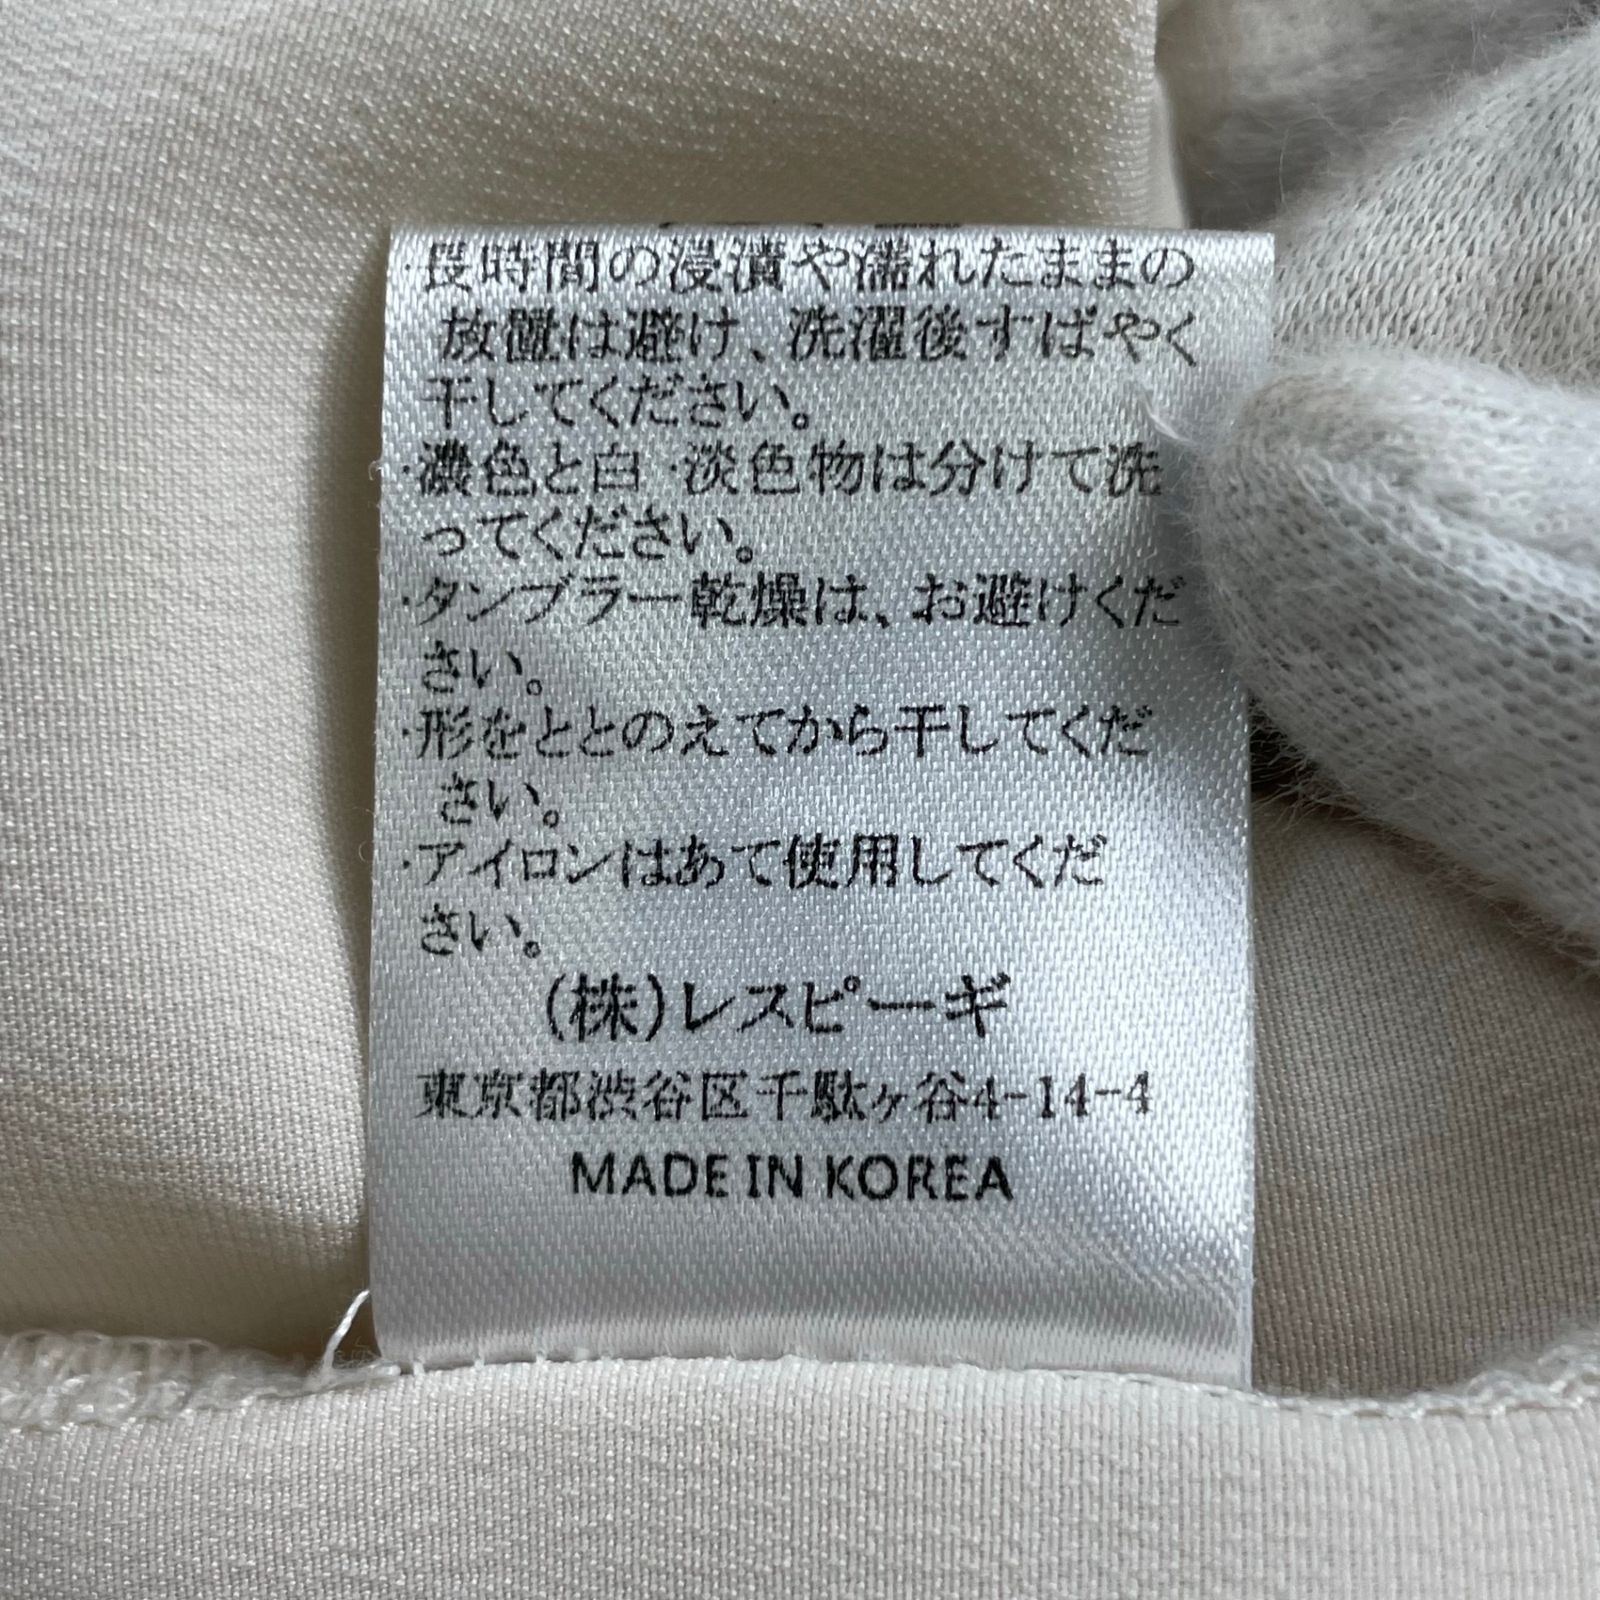 ・長時間の浸漬や濡れたままの
放置は避け、洗濯後すばやく
干してください。
・濃色と白・淡色物は分けて洗
ってください。
・タンブラー乾燥は、お避けくだ
さい。
・形をととのえてから干してくだ
さい。
・アイロンはあて使用してくだ
さい。
(株)レスピーギ
東京都渋谷区千駄ヶ谷4-14-4
MADE IN KOREA